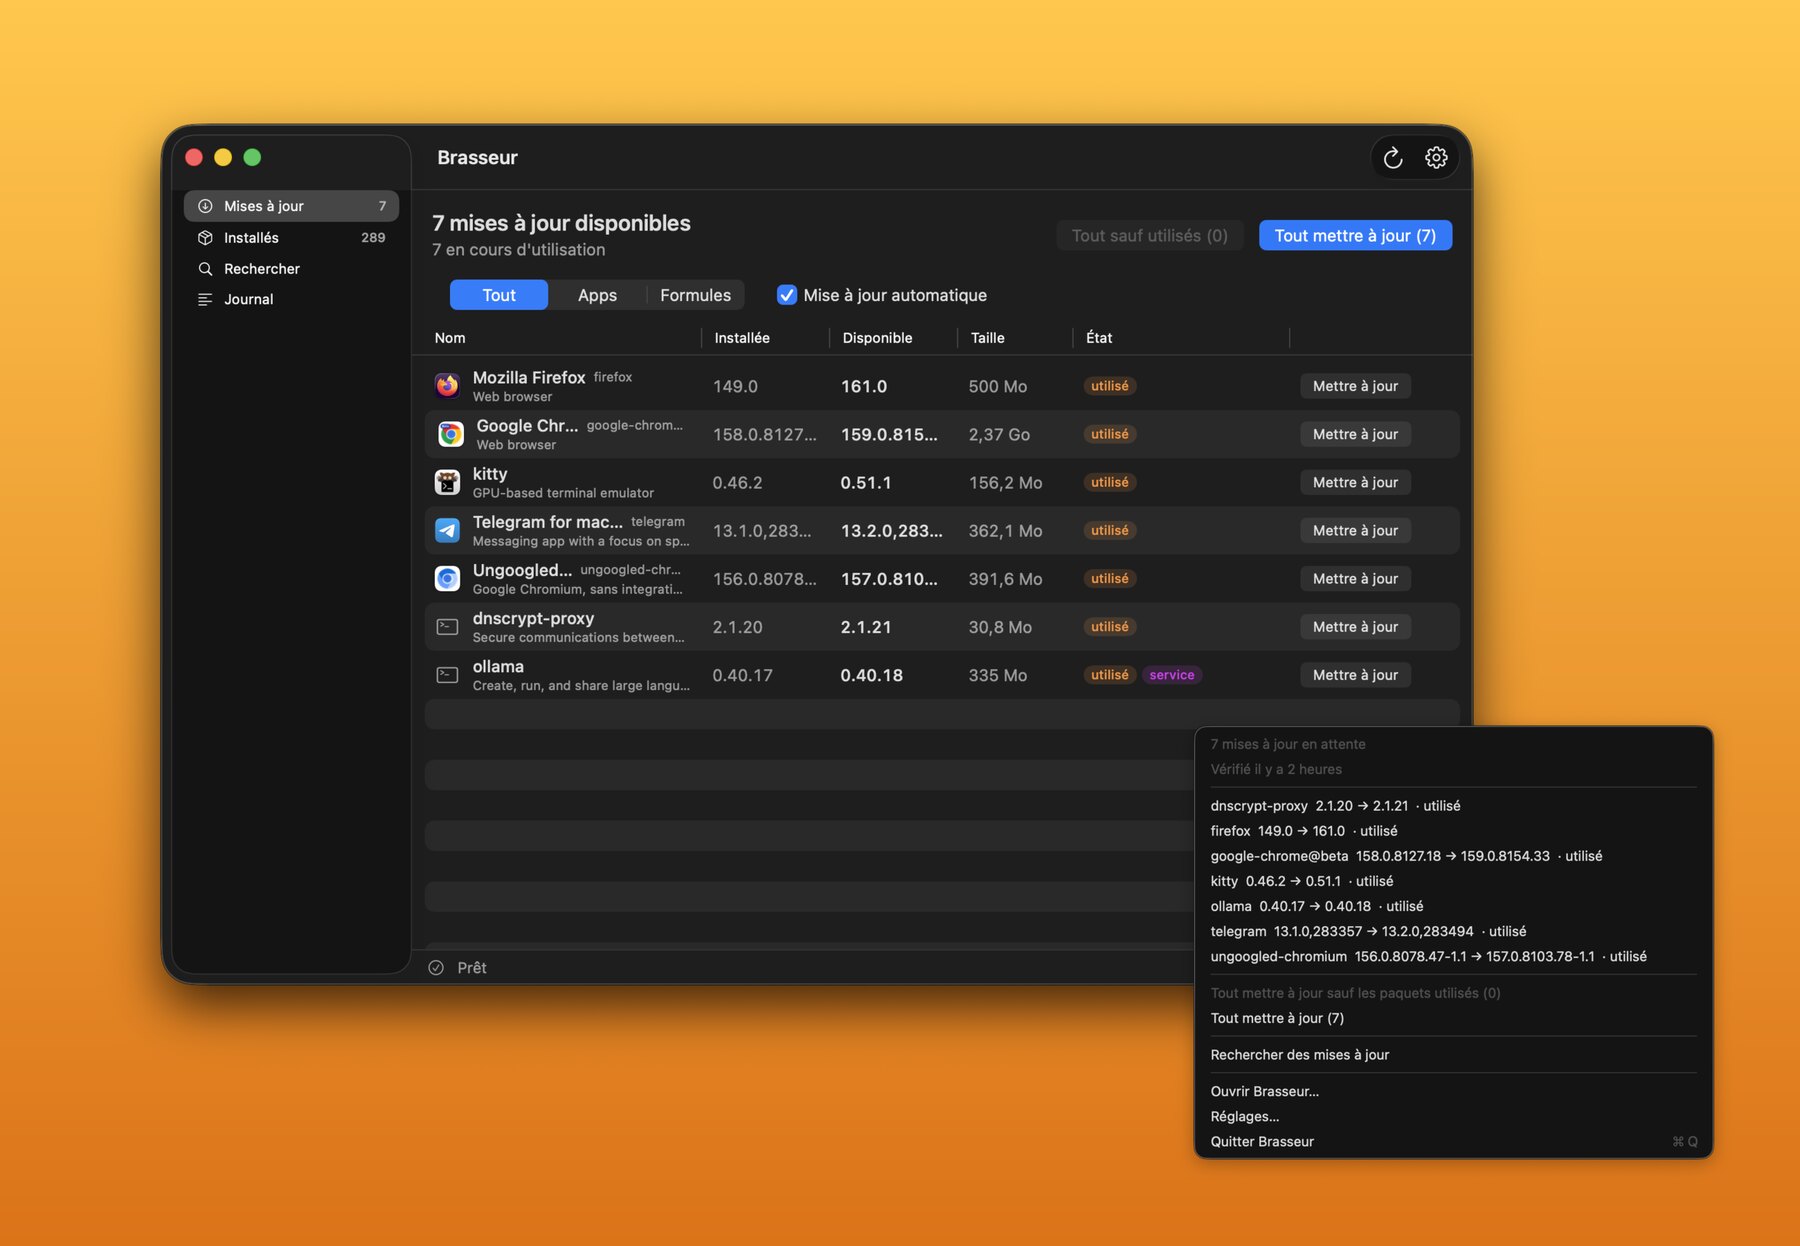 Brasseur
Mises à jour 7
Installés 289
Rechercher
Journal
7 mises à jour disponibles
7 en cours d'utilisation
Tout sauf utilisés (0)
Tout mettre à jour (7)
Tout Apps Formules
Mise à jour automatique
Nom Installée Disponible Taille État
Mozilla Firefox firefox
Web browser
149.0 161.0 500 Mo utilisé Mettre à jour
Google Chr... google-chrom...
Web browser
158.0.8127... 159.0.815... 2,37 Go utilisé Mettre à jour
kitty
GPU-based terminal emulator
0.46.2 0.51.1 156,2 Mo utilisé Mettre à jour
Telegram for mac... telegram
Messaging app with a focus on sp...
13.1.0,283... 13.2.0,283... 362,1 Mo utilisé Mettre à jour
Ungoogled... ungoogled-chr...
Google Chromium, sans integrati...
156.0.8078... 157.0.810... 391,6 Mo utilisé Mettre à jour
dnscrypt-proxy
Secure communications between...
2.1.20 2.1.21 30,8 Mo utilisé Mettre à jour
ollama
Create, run, and share large langu...
0.40.17 0.40.18 335 Mo utilisé service Mettre à jour
Prêt
7 mises à jour en attente
Vérifié il y a 2 heures
dnscrypt-proxy 2.1.20 → 2.1.21 · utilisé
firefox 149.0 → 161.0 · utilisé
google-chrome@beta 158.0.8127.18 → 159.0.8154.33 · utilisé
kitty 0.46.2 → 0.51.1 · utilisé
ollama 0.40.17 → 0.40.18 · utilisé
telegram 13.1.0,283357 → 13.2.0,283494 · utilisé
ungoogled-chromium 156.0.8078.47-1.1 → 157.0.8103.78-1.1 · utilisé
Tout mettre à jour sauf les paquets utilisés (0)
Tout mettre à jour (7)
Rechercher des mises à jour
Ouvrir Brasseur...
Réglages...
Quitter Brasseur ⌘ Q